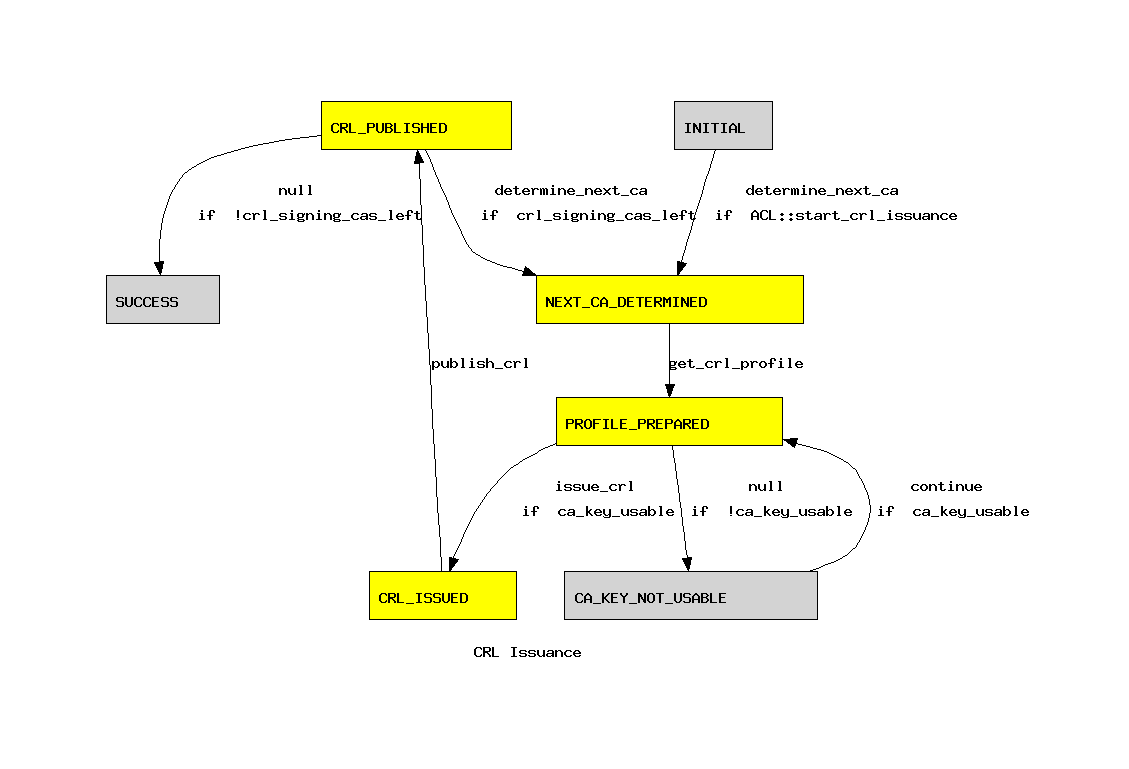 CRL_PUBLISHED
INITIAL
null
if !crl_signing_cas_left
determine_next_ca
if crl_signing_cas_left
determine_next_ca
if ACL::start_crl_issuance
SUCCESS
NEXT_CA_DETERMINED
publish_crl
get_crl_profile
PROFILE_PREPARED
issue_crl
if ca_key_usable
null
if !ca_key_usable
continue
if ca_key_usable
CRL_ISSUED
CA_KEY_NOT_USABLE
CRL Issuance